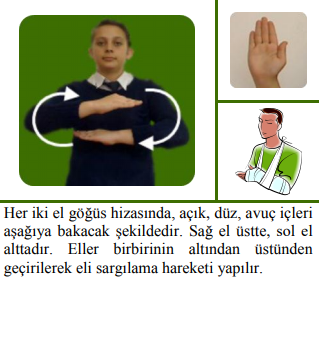 Her iki el göğüs hizasında, açık, düz, avuç içleri
aşağıya bakacak şekildedir. Sağ el üstte, sol el
alttadır. Eller birbirinin altından üstünden
geçirilerek eli sargılama hareketi yapılır.